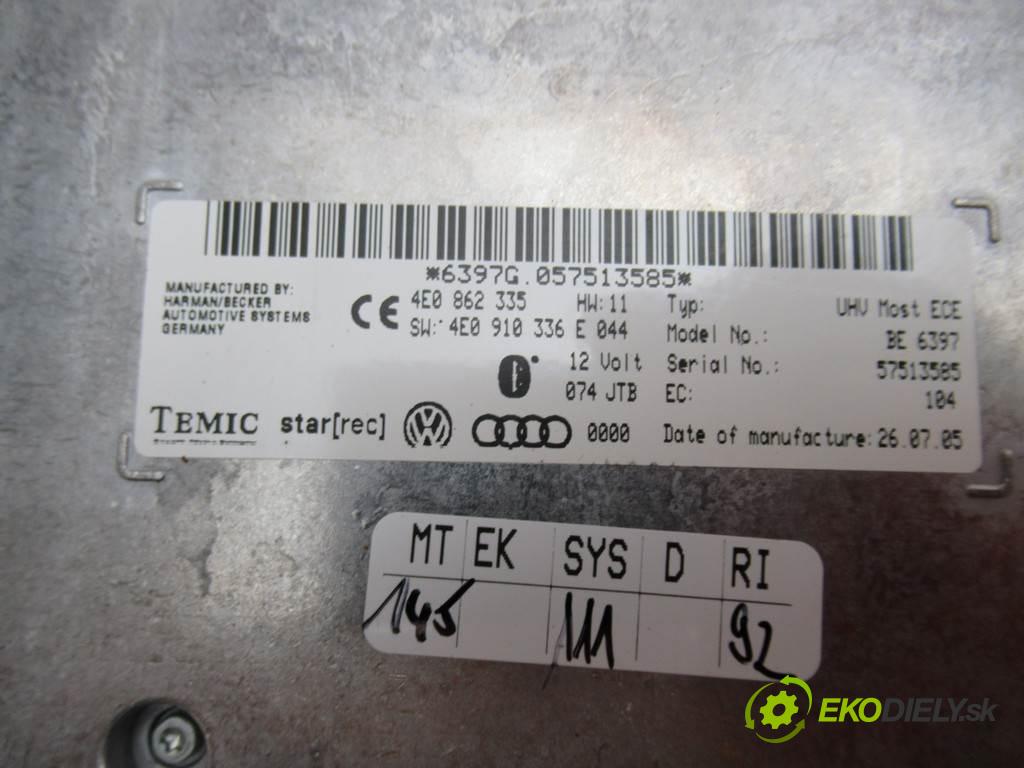 *6397G.057513585*
MANUFACTURED BY:
HARMAN/BECKER
AUTOMOTIVE SYSTEMS
GERMANY
CE
4E0 862 335 HW:11
SW: 4E0 910 336 E 044
12 Volt
074 JTB
Typ: UHV Most ECE
Model No.: BE 6397
Serial No.: 57513585
EC: 104
TEMIC star[rec] 0000 Date of manufacture: 26.07.05
MT EK SYS D RI
145 111 92
EKODIELY.sk